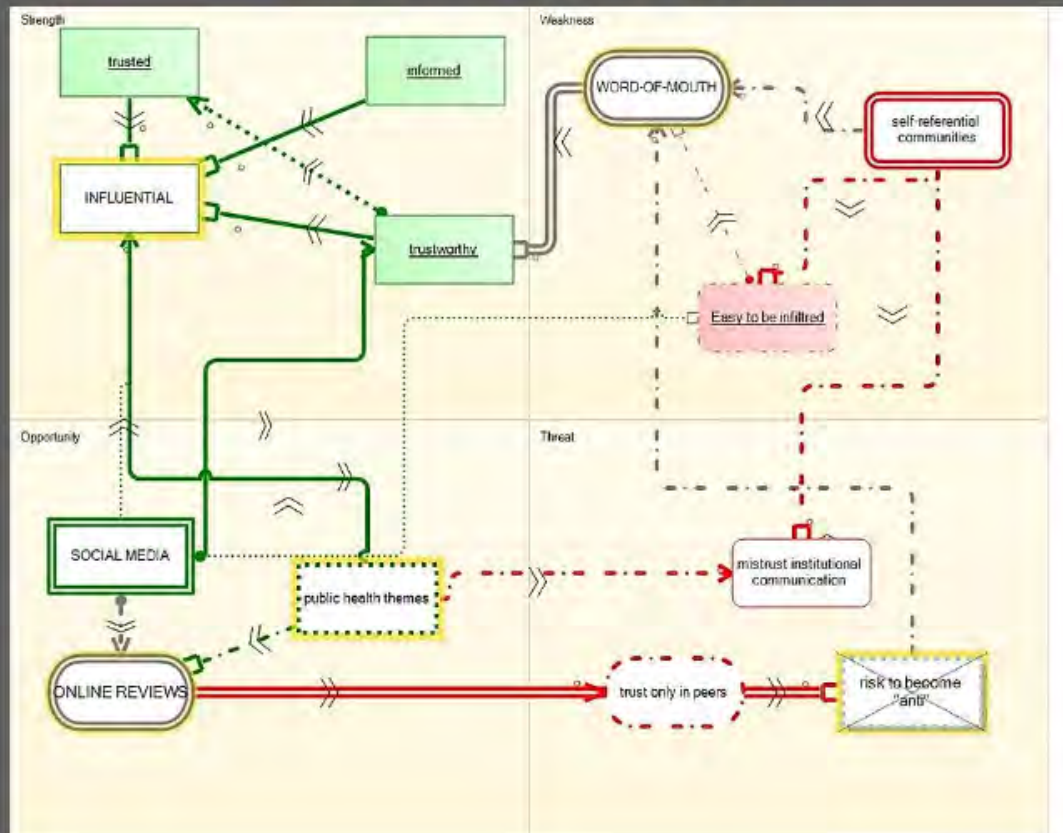 Strength
Weakness
trusted
informed
WORD-OF-MOUTH
self-referential
communities
INFLUENTIAL
trustworthy
Easy to be infiltred
Opportunity
Threat
SOCIAL MEDIA
mistrust institutional
communication
public health themes
ONLINE REVIEWS
trust only in peers
risk to become
"anti"